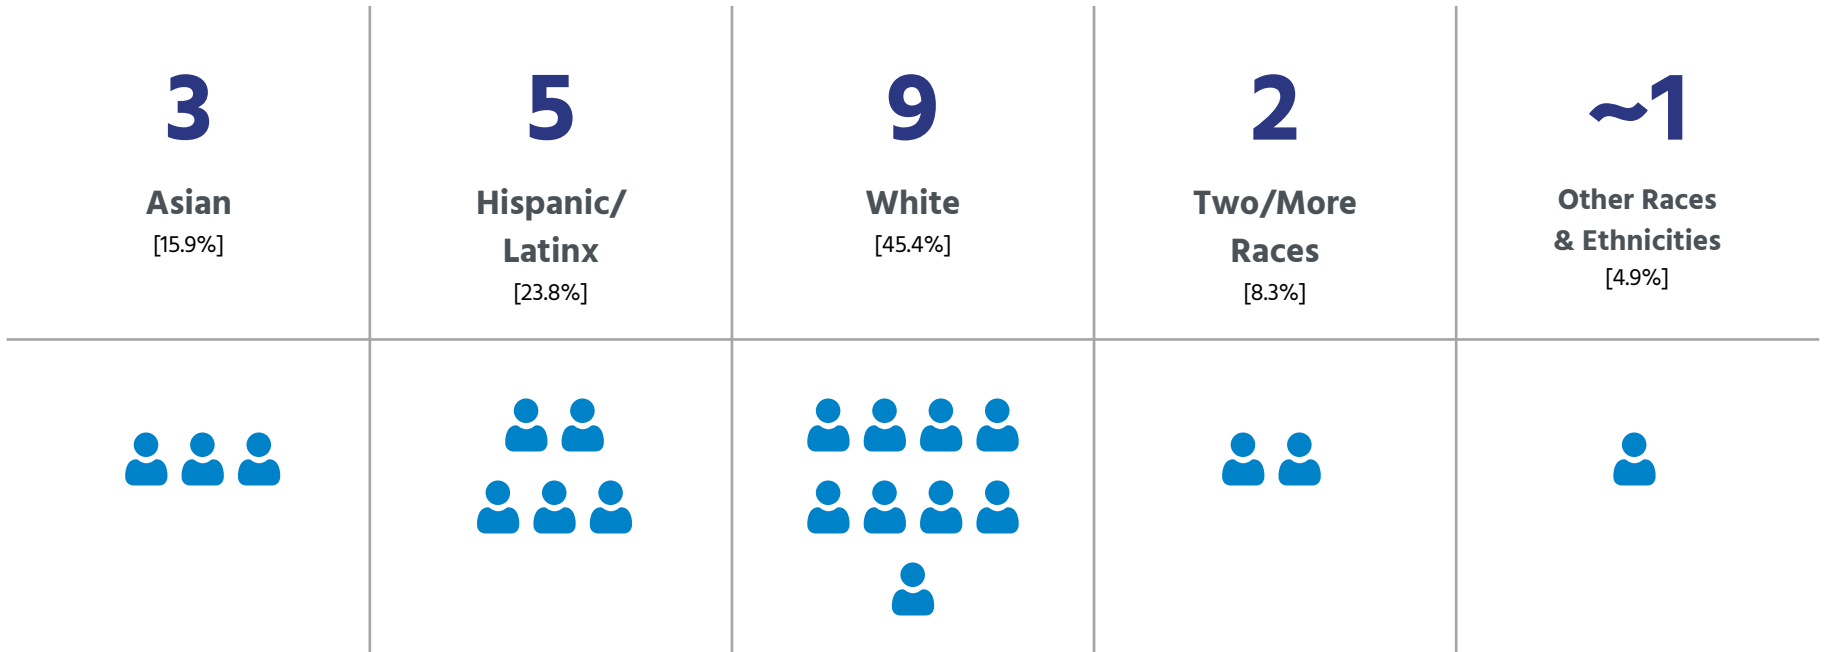 3
Asian
[15.9%]
5
Hispanic/
Latinx
[23.8%]
9
White
[45.4%]
2
Two/More
Races
[8.3%]
~1
Other Races
& Ethnicities
[4.9%]